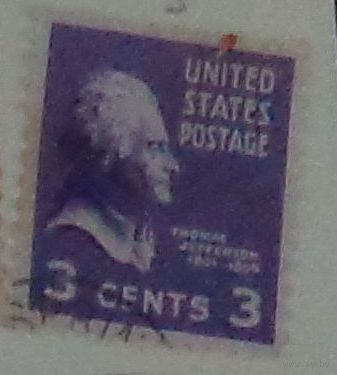 UNITED
STATES
POSTAGE
THOMAS
JEFFERSON
3 CENTS 3